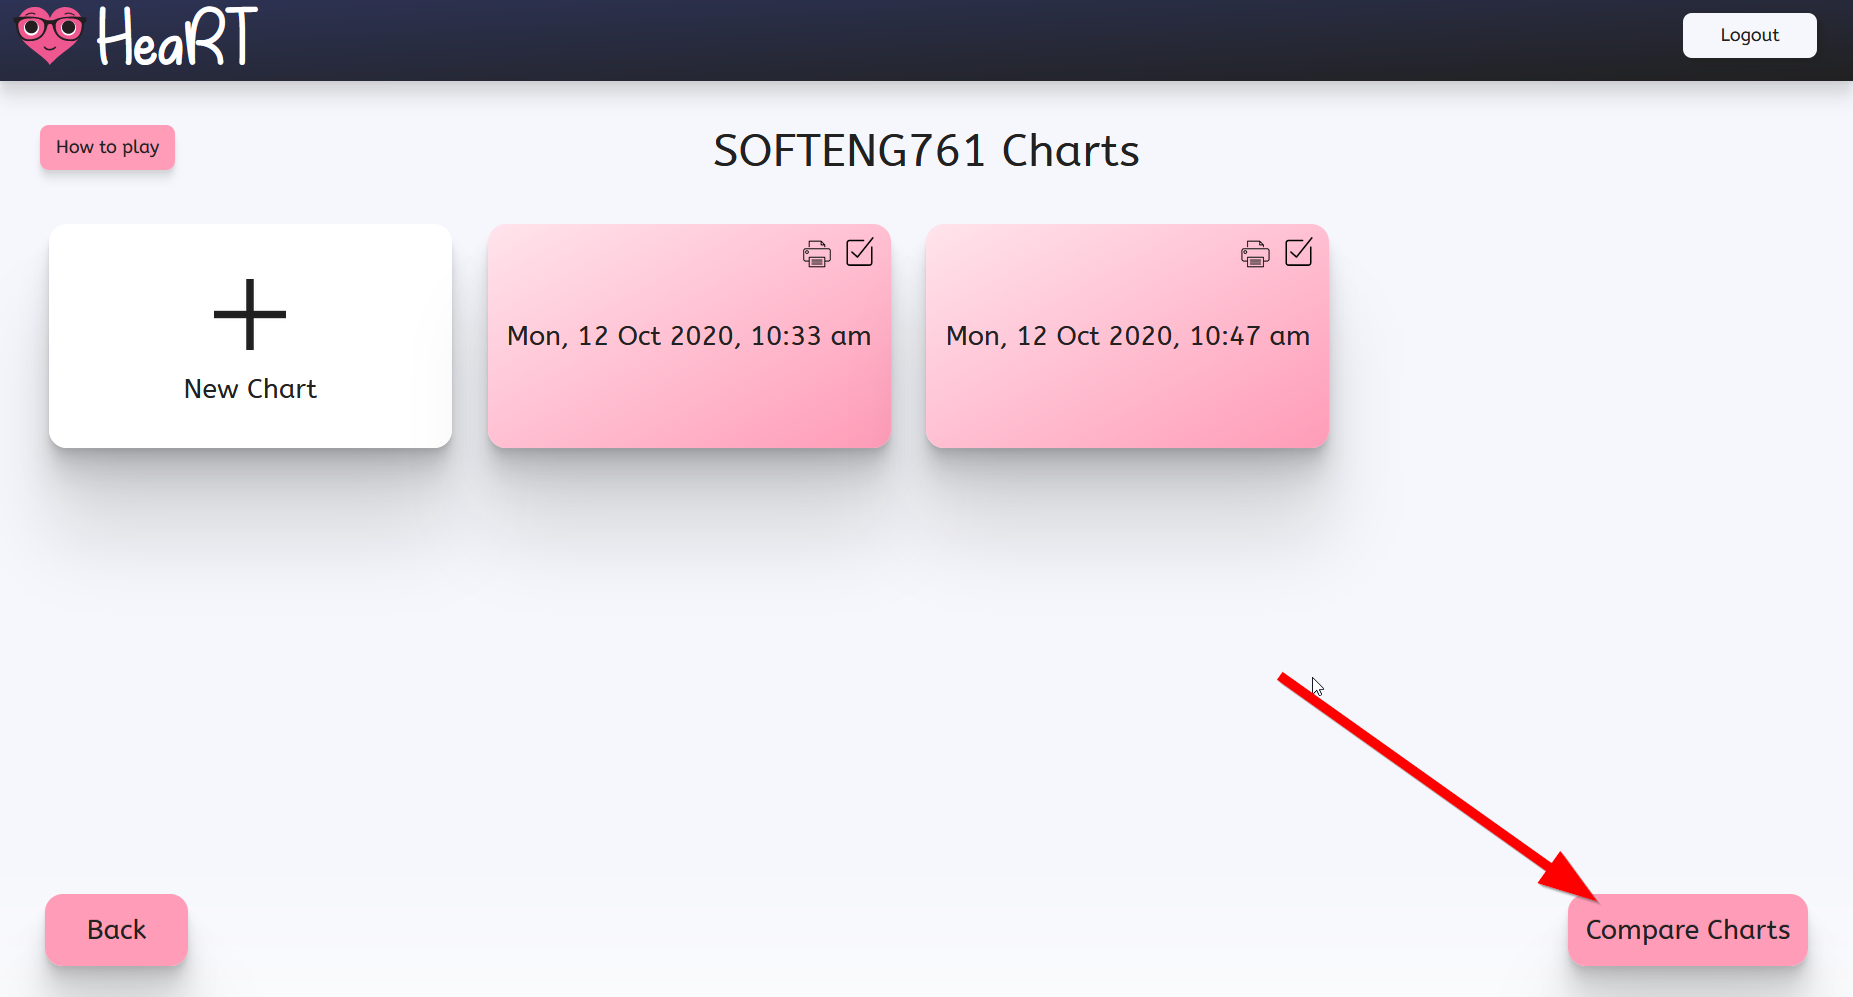 HeaRT
Logout
How to play
SOFTENG761 Charts
New Chart
Mon, 12 Oct 2020, 10:33 am
Mon, 12 Oct 2020, 10:47 am
Back
Compare Charts